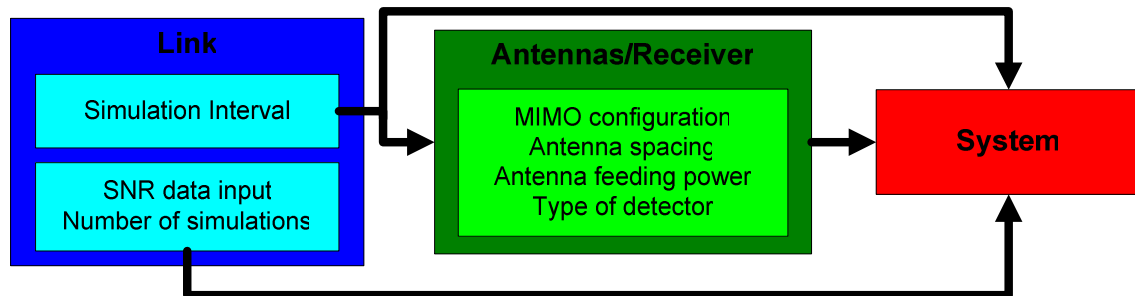 Link
Simulation Interval
SNR data input
Number of simulations
Antennas/Receiver
MIMO configuration
Antenna spacing
Antenna feeding power
Type of detector
System